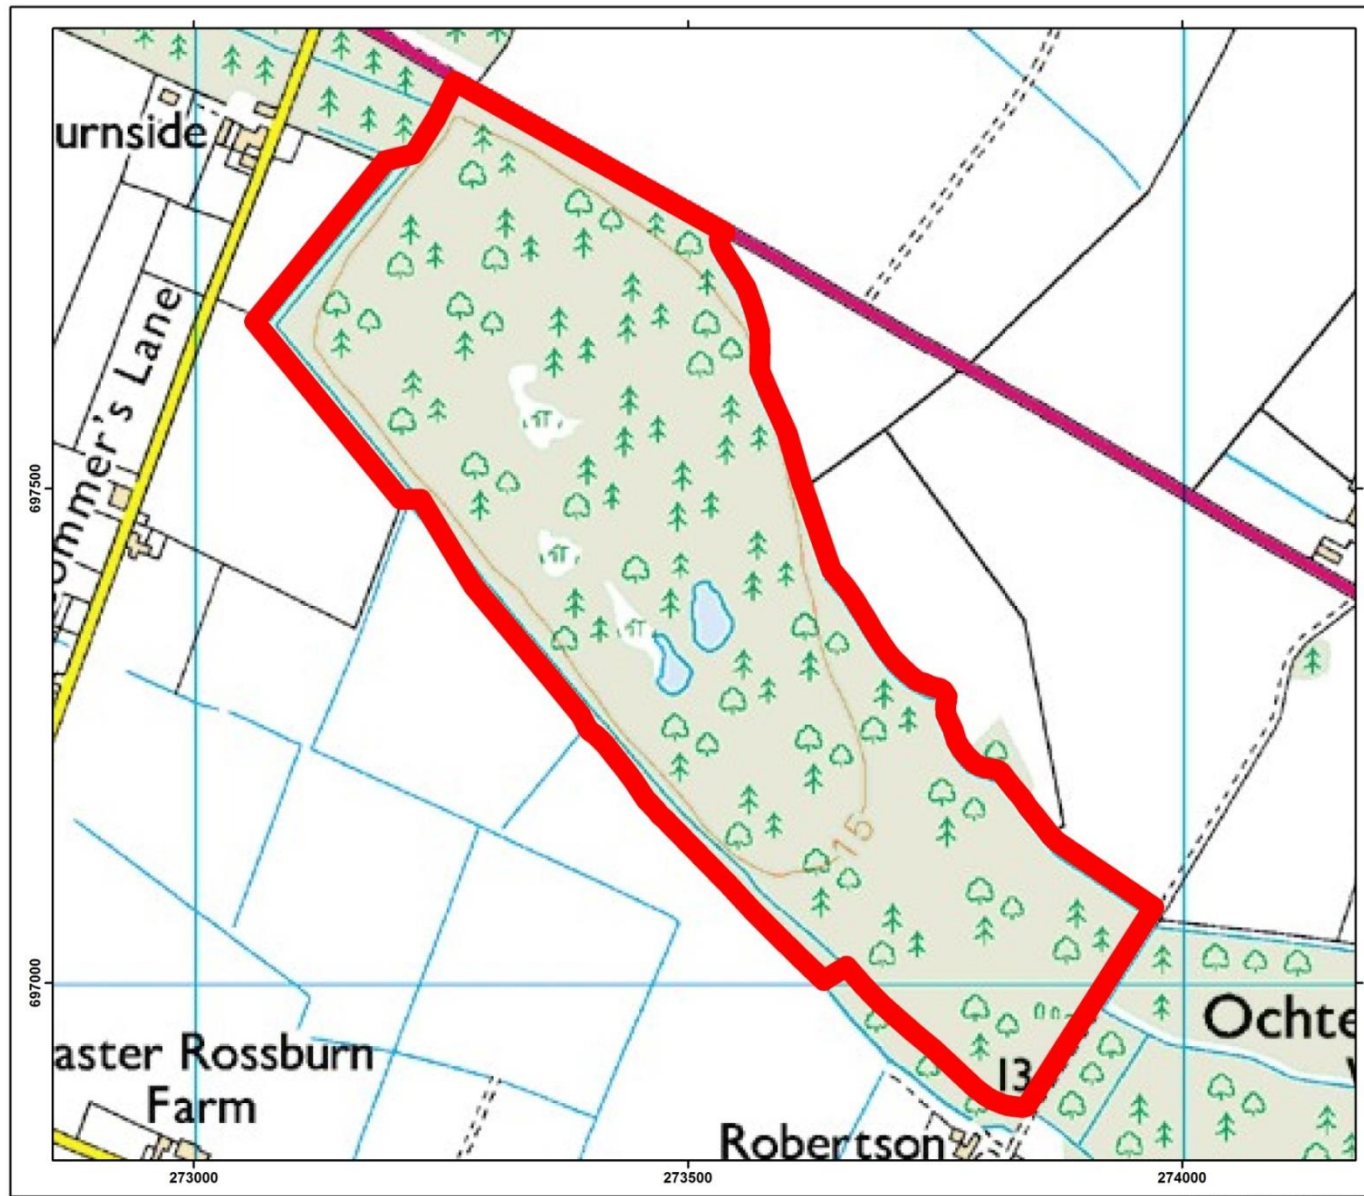 urnside
ommer's Lane
697500
15
697000
Ochte
13
aster Rossburn
Farm
Robertson
273000
273500
274000